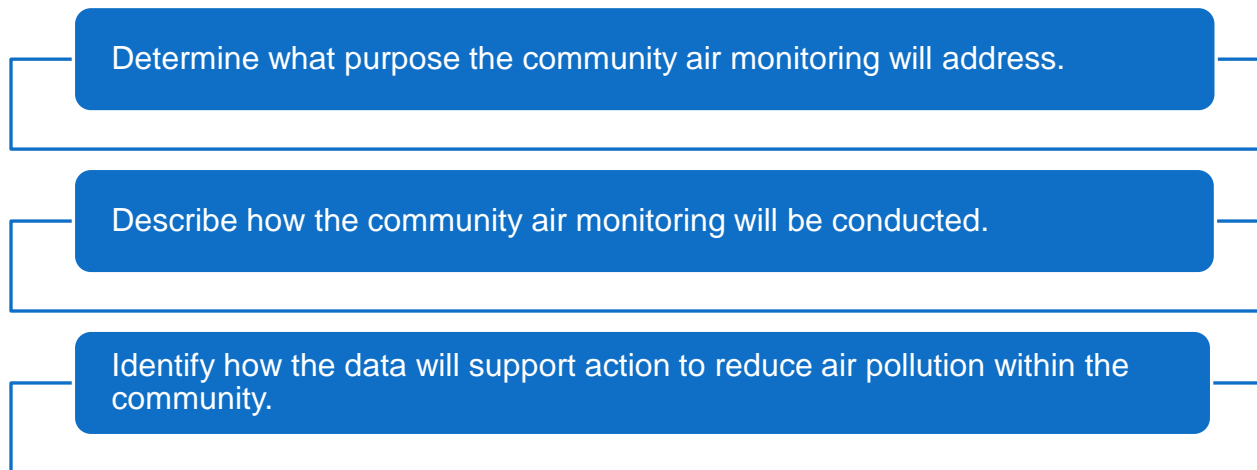 Determine what purpose the community air monitoring will address.
Describe how the community air monitoring will be conducted.
Identify how the data will support action to reduce air pollution within the
community.